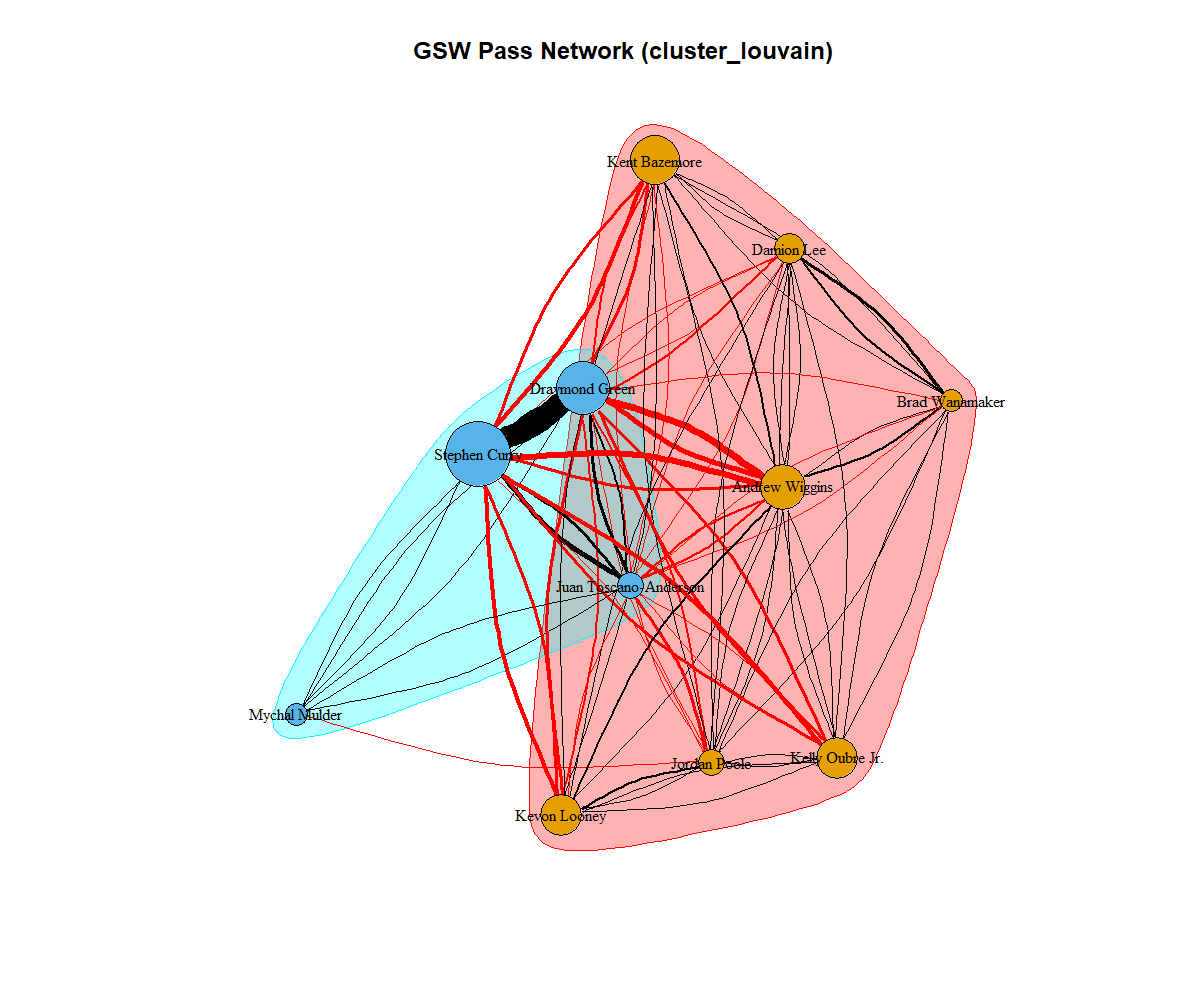 GSW Pass Network (cluster_louvain)
Kent Bazemore
Damion Lee
Draymond Green
Brad Wanamaker
Stephen Curry
Andrew Wiggins
Juan Toscano-Anderson
Mychal Mulder
Jordan Poole
Kelly Oubre Jr.
Kevon Looney